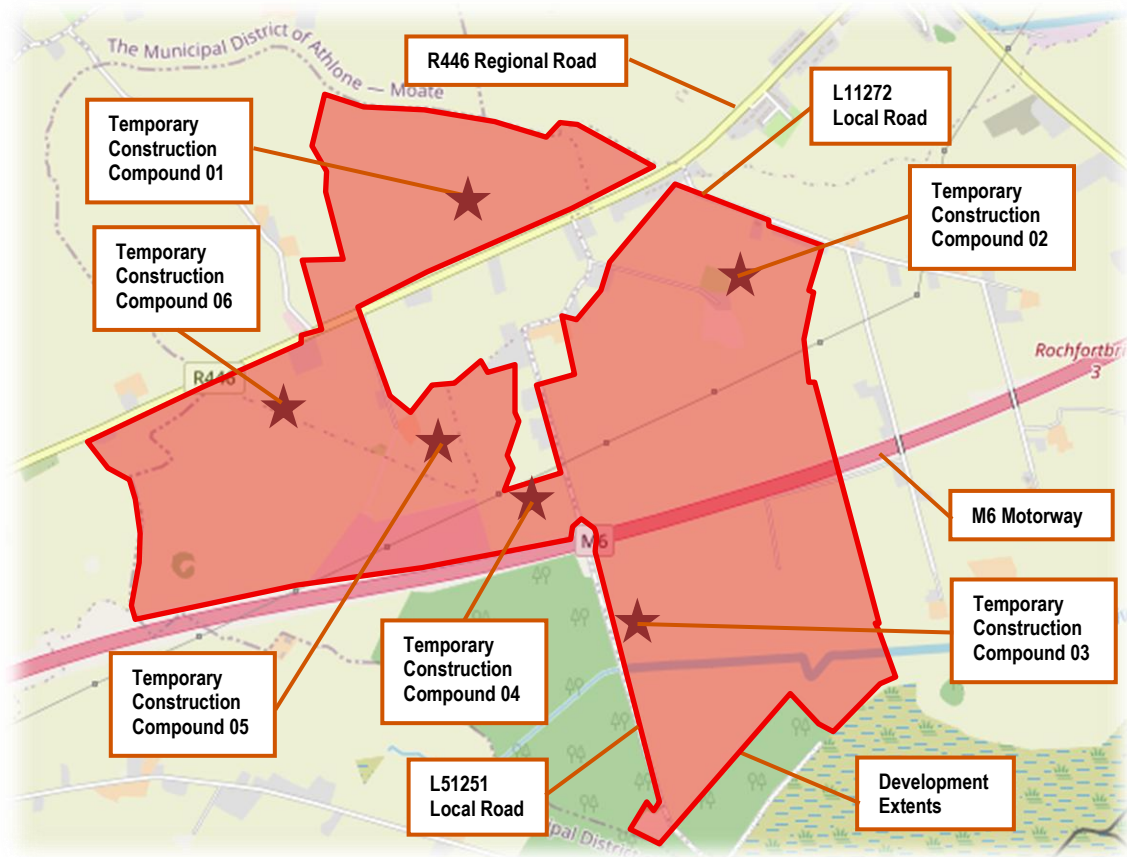 The Municipal District of Athlone — Moate
R446 Regional Road
L11272
Local Road
Temporary
Construction
Compound 01
Temporary
Construction
Compound 02
Temporary
Construction
Compound 06
R446
Rochfortbri
3
M6 Motorway
M6
Temporary
Construction
Compound 03
Temporary
Construction
Compound 04
Temporary
Construction
Compound 05
L51251
Local Road
Development
Extents
ipal District